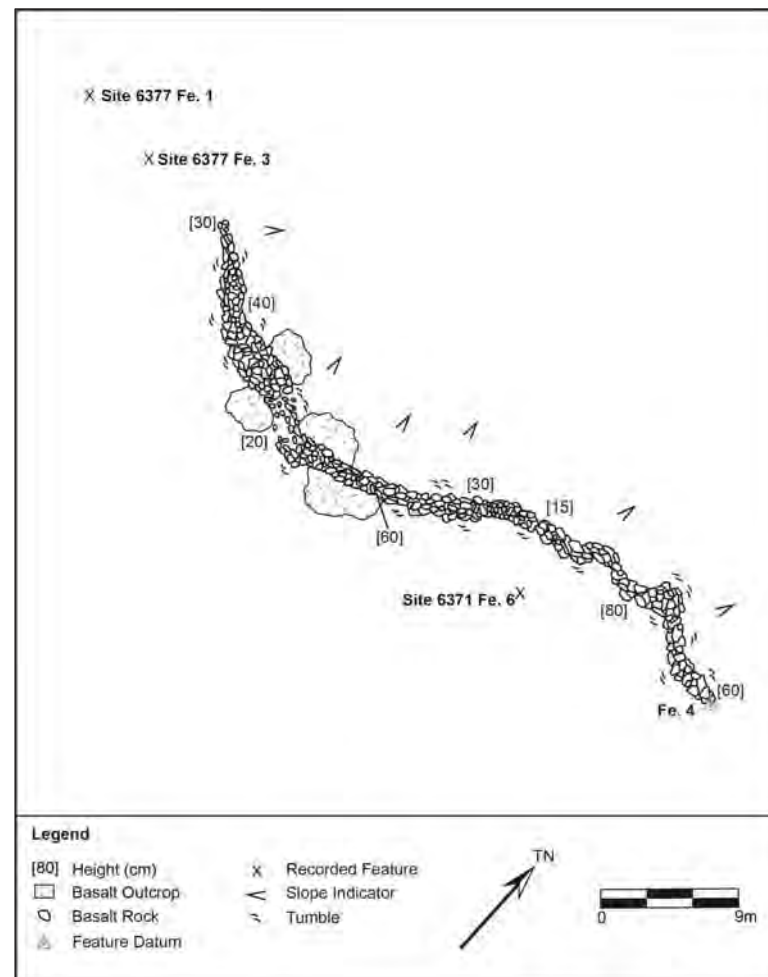 X Site 6377 Fe. 1
X Site 6377 Fe. 3
[30]
[40]
[20]
[30]
[15]
[60]
Site 6371 Fe. 6 X
[80]
[60]
Fe. 4
Legend
[80] Height (cm)
Basalt Outcrop
Basalt Rock
Feature Datum
X Recorded Feature
Slope Indicator
Tumble
TN
0 9m